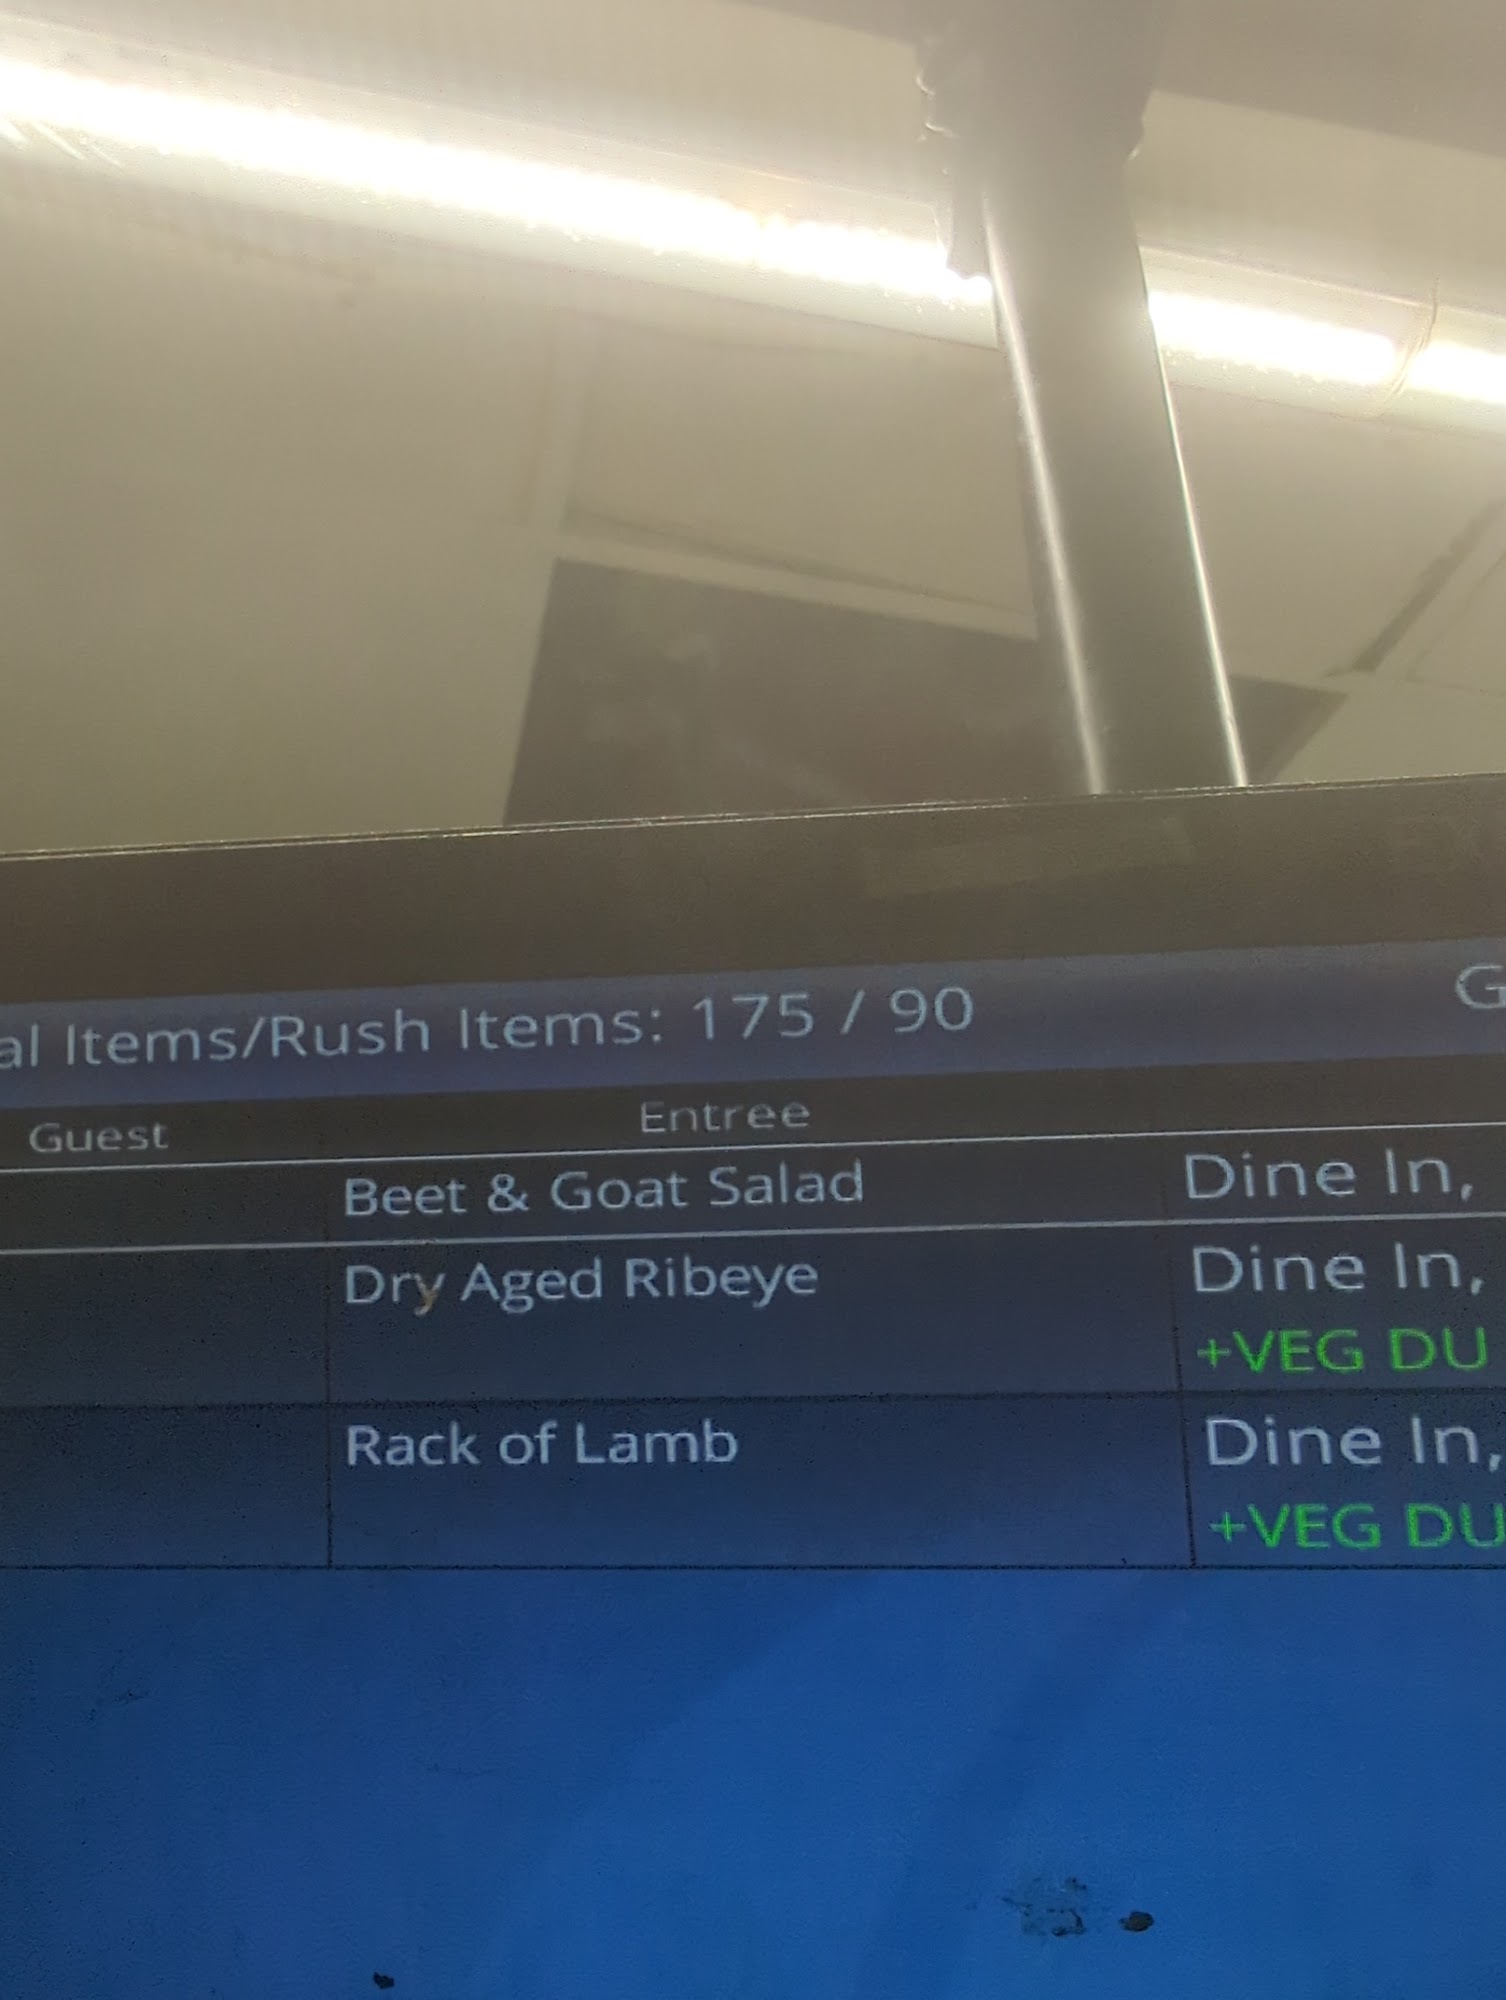 al Items/Rush Items: 175 / 90 G
Guest Entree
Beet & Goat Salad Dine In,
Dry Aged Ribeye Dine In,
+VEG DU
Rack of Lamb Dine In,
+VEG DU